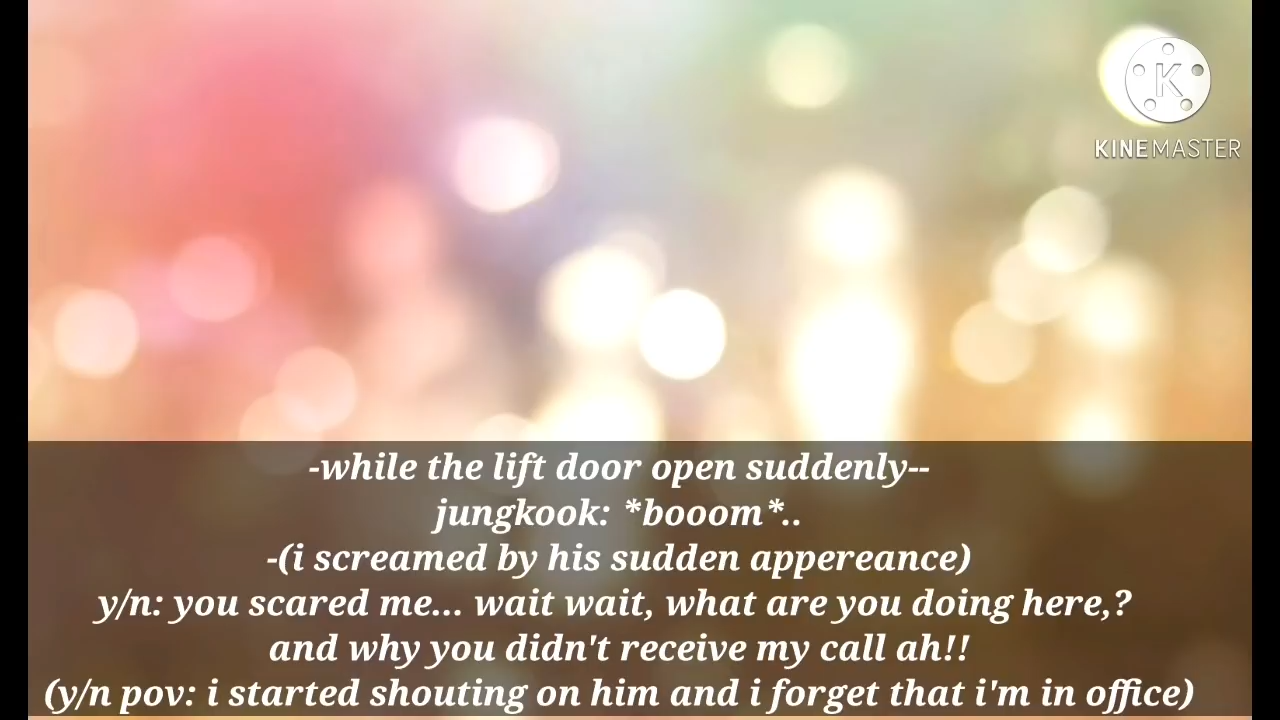 KINEMASTER
-while the lift door open suddenly--
jungkook: *booom*..
-(i screamed by his sudden appereance)
y/n: you scared me... wait wait, what are you doing here,?
and why you didn't receive my call ah!!
(y/n pov: i started shouting on him and i forget that i'm in office)